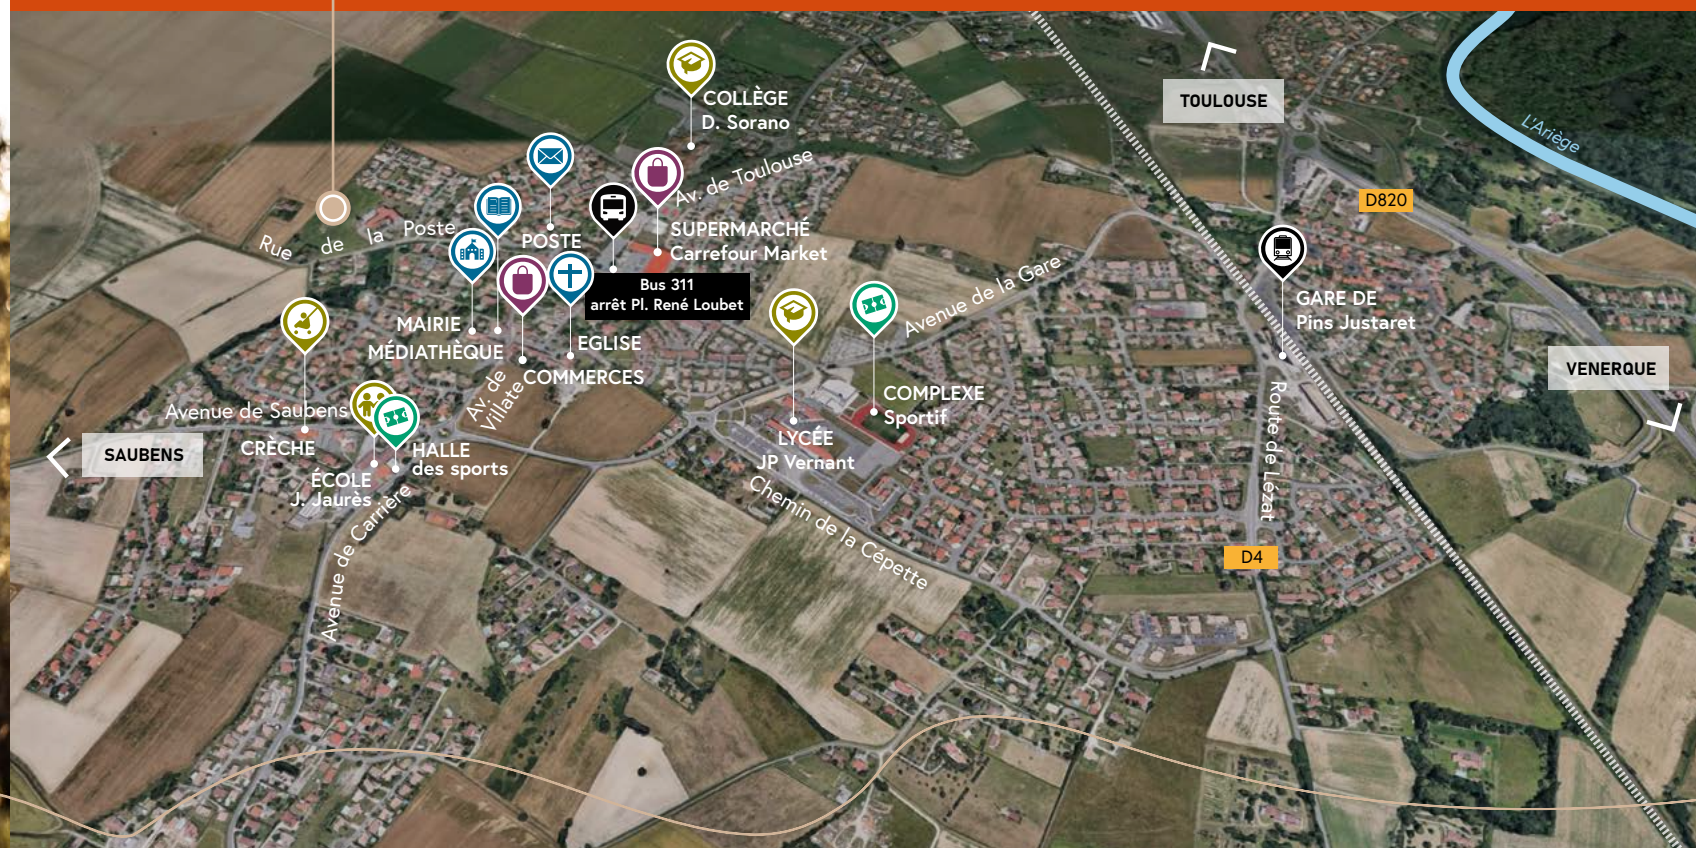 COLLÈGE
D. Sorano
TOULOUSE
L'Ariège
D820
Av. de Toulouse
Rue de la Poste
POSTE
SUPERMARCHÉ
Carrefour Market
Bus 311
arrêt Pl. René Loubet
Avenue de la Gare
GARE DE
Pins Justaret
MAIRIE
MÉDIATHÈQUE
EGLISE
COMMERCES
Av. de
Villate
VENERQUE
COMPLEXE
Sportif
Avenue de Saubens
CRÈCHE
SAUBENS
HALLE
des sports
ÉCOLE
J. Jaurès
LYCÉE
JP Vernant
Route de Lézat
Avenue de Carrière
Chemin de la Cépette
D4